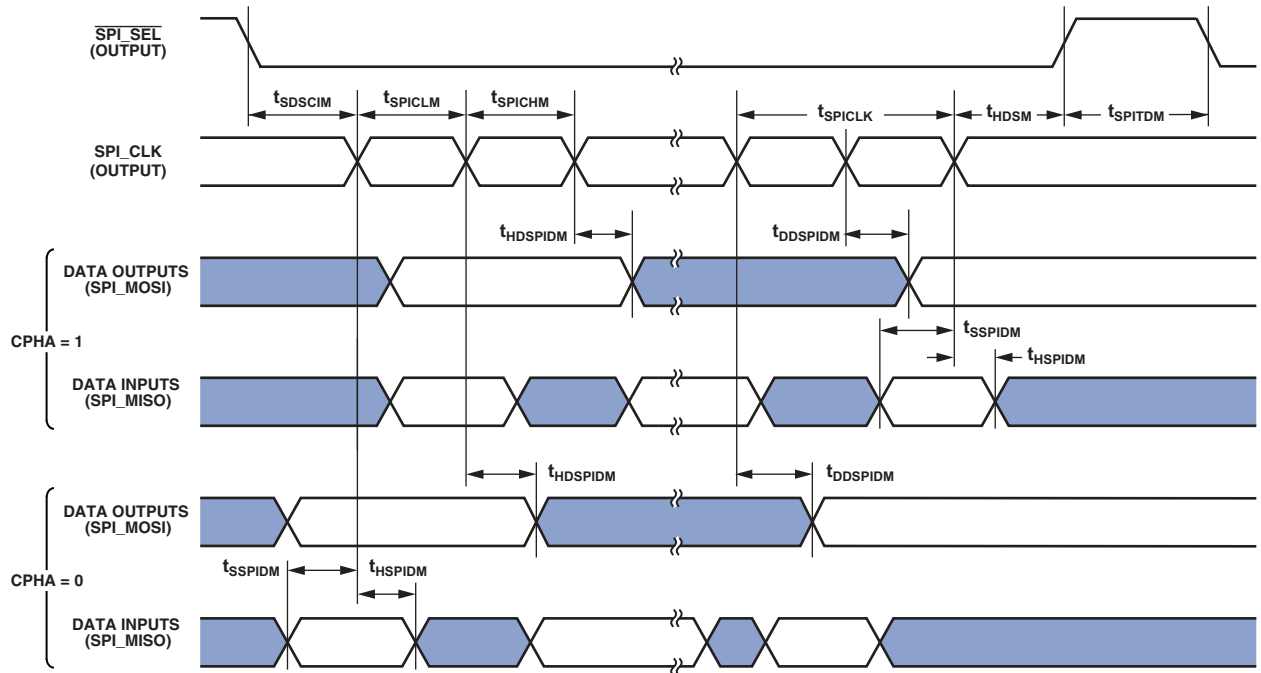 SPI_SEL
(OUTPUT)
tSDSCIM tSPICLM tSPICHM tSPICLK tHDSM tSPITDM
SPI_CLK
(OUTPUT)
tHDSPIDM tDDSPIDM
DATA OUTPUTS
(SPI_MOSI)
tSSPIDM
CPHA = 1
tHSPIDM
DATA INPUTS
(SPI_MISO)
tHDSPIDM tDDSPIDM
DATA OUTPUTS
(SPI_MOSI)
tSSPIDM tHSPIDM
CPHA = 0
DATA INPUTS
(SPI_MISO)